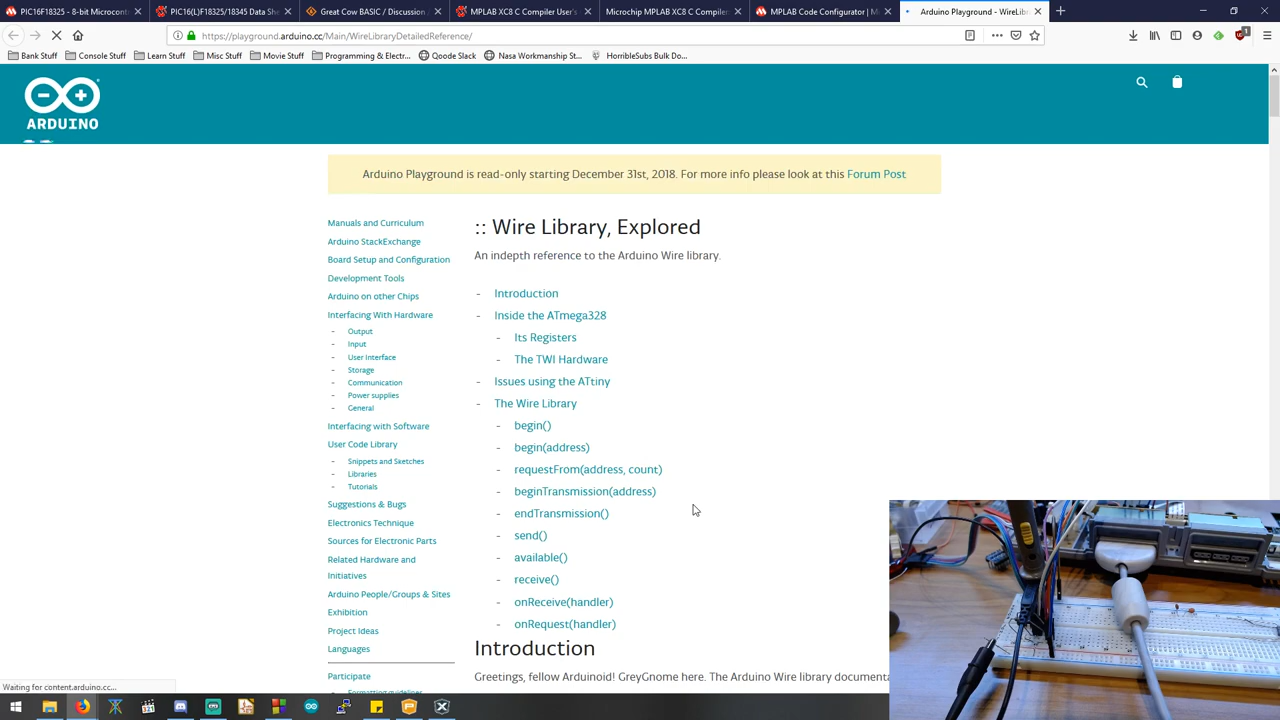 PIC16F18325 - 8-bit Microcont
PIC16(L)F18325/18345 Data Sh
Great Cow BASIC / Discussion /
MPLAB XC8 C Compiler User's
Microchip MPLAB XC8 C Compiler
MPLAB Code Configurator | M
Arduino Playground - WireLib
https://playground.arduino.cc/Main/WireLibraryDetailedReference/
Bank Stuff
Console Stuff
Learn Stuff
Misc Stuff
Movie Stuff
Programming & Electr...
Qoode Slack
Nasa Workmanship St...
HorribleSubs Bulk Do...
ARDUINO
Arduino Playground is read-only starting December 31st, 2018. For more info please look at this Forum Post
Manuals and Curriculum
Arduino StackExchange
Board Setup and Configuration
Development Tools
Arduino on other Chips
Interfacing With Hardware
- Output
- Input
- User Interface
- Storage
- Communication
- Power supplies
- General
Interfacing with Software
User Code Library
- Snippets and Sketches
- Libraries
- Tutorials
Suggestions & Bugs
Electronics Technique
Sources for Electronic Parts
Related Hardware and
Initiatives
Arduino People/Groups & Sites
Exhibition
Project Ideas
Languages
Participate
- Formatting guidelines
:: Wire Library, Explored
An indepth reference to the Arduino Wire library.
- Introduction
- Inside the ATmega328
- Its Registers
- The TWI Hardware
- Issues using the ATtiny
- The Wire Library
- begin()
- begin(address)
- requestFrom(address, count)
- beginTransmission(address)
- endTransmission()
- send()
- available()
- receive()
- onReceive(handler)
- onRequest(handler)
Introduction
Greetings, fellow Arduinoid! GreyGnome here. The Arduino Wire library documenta
Waiting for content.arduino.cc...